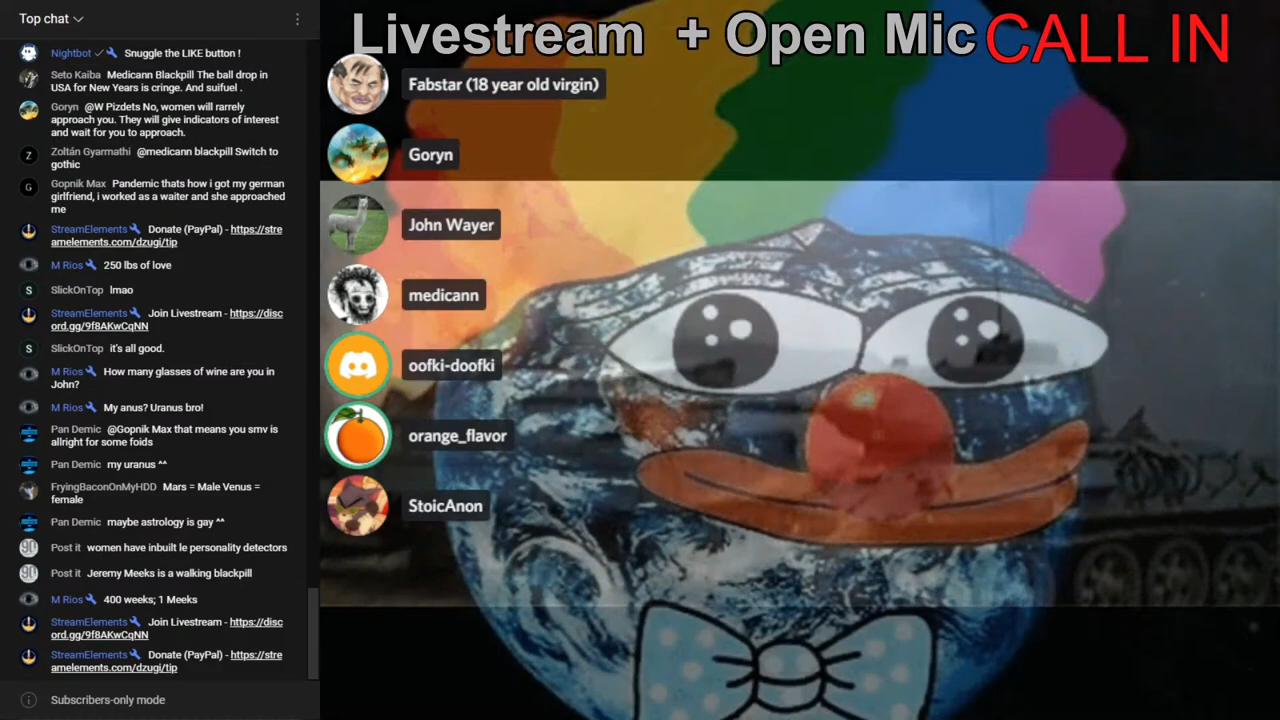 Top chat
Nightbot Snuggle the LIKE button !
Seto Kaiba Medicann Blackpill The ball drop in
USA for New Years is cringe. And suifuel .
Goryn @W Pizdets No, women will rarely
approach you. They will give indicators of interest
and wait for you to approach.
Z Zoltán Gyarmathi @medicann blackpill Switch to
gothic
G Gopnik Max Pandemic thats how i got my german
girlfriend, i worked as a waiter and she approached
me
StreamElements Donate (PayPal) - https://stre
amelements.com/dzugi/tip
M Rios 250 lbs of love
S SlickOnTop lmao
StreamElements Join Livestream - https://disc
ord.gg/9f8AKwCqNN
S SlickOnTop it's all good.
M Rios How many glasses of wine are you in
John?
M Rios My anus? Uranus bro!
Pan Demic @Gopnik Max that means you smv is
allright for some foids
Pan Demic my uranus ^^
FryingBaconOnMyHDD Mars = Male Venus =
female
Pan Demic maybe astrology is gay ^^
Post it women have inbuilt le personality detectors
Post it Jeremy Meeks is a walking blackpill
M Rios 400 weeks; 1 Meeks
StreamElements Join Livestream - https://disc
ord.gg/9f8AKwCqNN
StreamElements Donate (PayPal) - https://stre
amelements.com/dzugi/tip
Subscribers-only mode
Livestream + Open Mic CALL IN
Fabstar (18 year old virgin)
Goryn
John Wayer
medicann
oofki-doofki
orange_flavor
StoicAnon